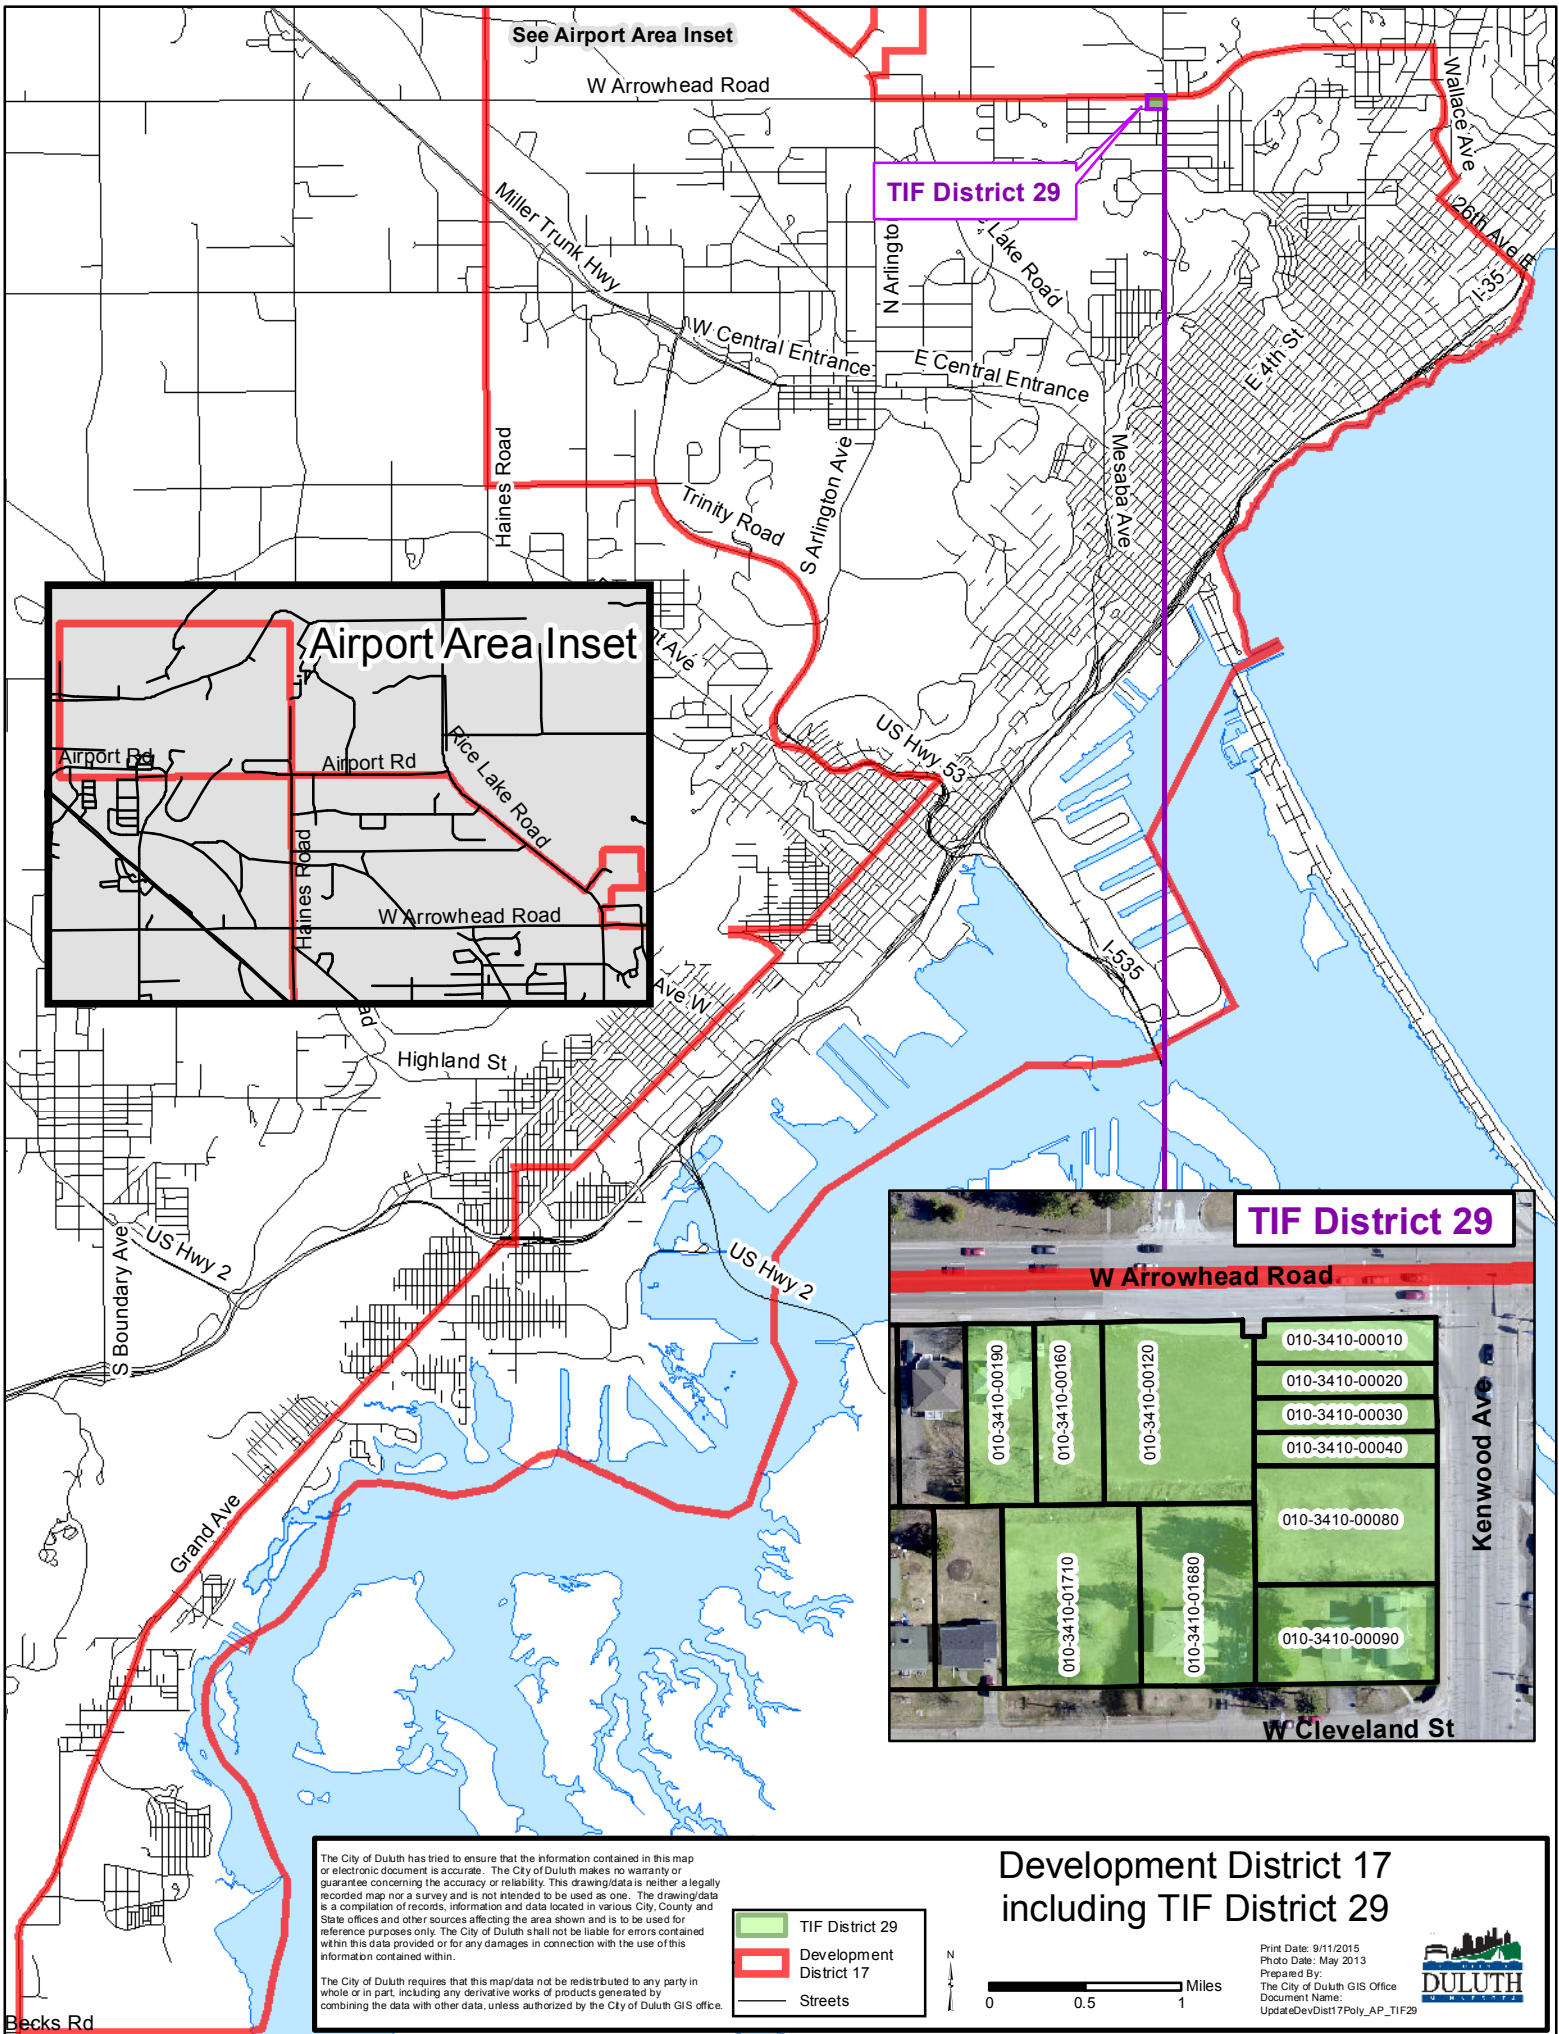 See Airport Area Inset
W Arrowhead Road
Wallace Ave
TIF District 29
26th Ave E
I-35
Miller Trunk Hwy
N Arlington
Lake Road
W Central Entrance
E Central Entrance
E 4th St
Haines Road
Trinity Road
S Arlington Ave
Mesaba Ave
Airport Area Inset
nt Ave
US Hwy 53
Airport Rd
Airport Rd
Rice Lake Road
Haines Road
W Arrowhead Road
I-535
Ave W
ad
Highland St
S Boundary Ave
US Hwy 2
US Hwy 2
TIF District 29
W Arrowhead Road
010-3410-00190
010-3410-00160
010-3410-00120
010-3410-00010
010-3410-00020
010-3410-00030
010-3410-00040
010-3410-00080
Kenwood Ave
010-3410-01710
010-3410-01680
010-3410-00090
W Cleveland St
Grand Ave
Becks Rd
The City of Duluth has tried to ensure that the information contained in this map
or electronic document is accurate. The City of Duluth makes no warranty or
guarantee concerning the accuracy or reliability. This drawing/data is neither a legally
recorded map nor a survey and is not intended to be used as one. The drawing/data
is a compilation of records, information and data located in various City, County and
State offices and other sources affecting the area shown and is to be used for
reference purposes only. The City of Duluth shall not be liable for errors contained
within this data provided or for any damages in connection with the use of this
information contained within.
The City of Duluth requires that this map/data not be redistributed to any party in
whole or in part, including any derivative works of products generated by
combining the data with other data, unless authorized by the City of Duluth GIS office.
TIF District 29
Development
District 17
Streets
N
0 0.5 1
Miles
Development District 17
including TIF District 29
Print Date: 9/11/2015
Photo Date: May 2013
Prepared By:
The City of Duluth GIS Office
Document Name:
UpdateDevDist17Poly_AP_TIF29
DULUTH